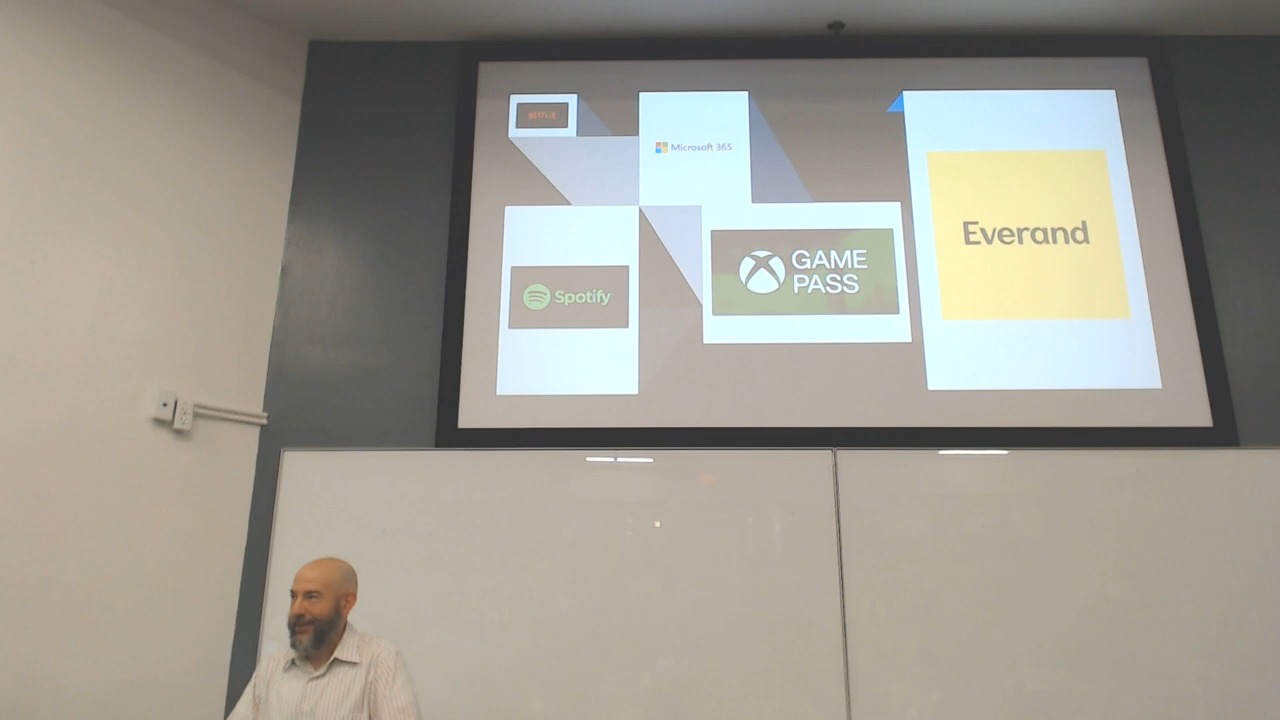 NETFLIX
Microsoft 365
Everand
Spotify
GAME
PASS